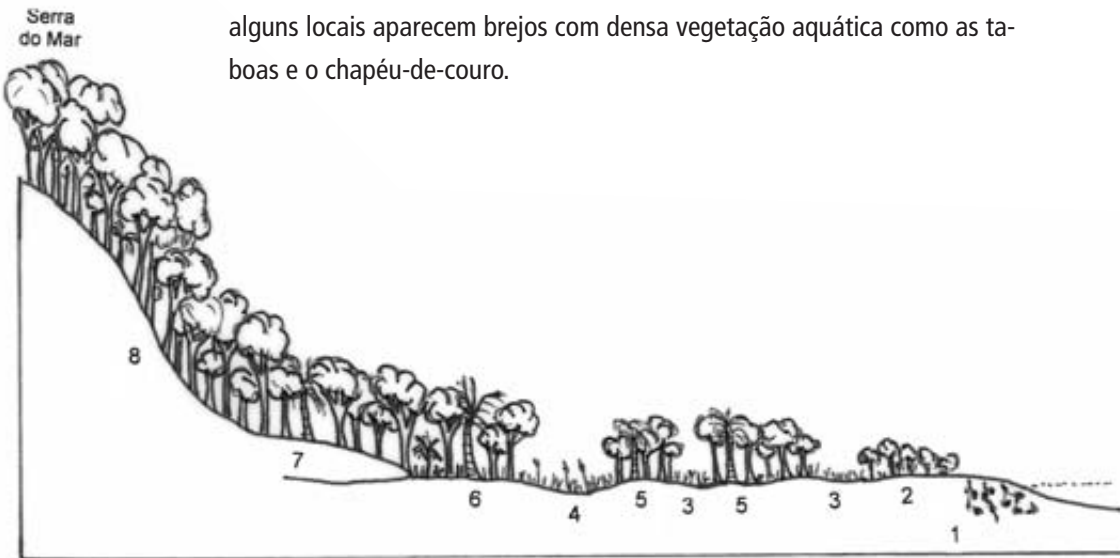 Serra
do Mar
alguns locais aparecem brejos com densa vegetação aquática como as ta-
boas e o chapéu-de-couro.
8
7
6
4
5
3
5
3
2
1